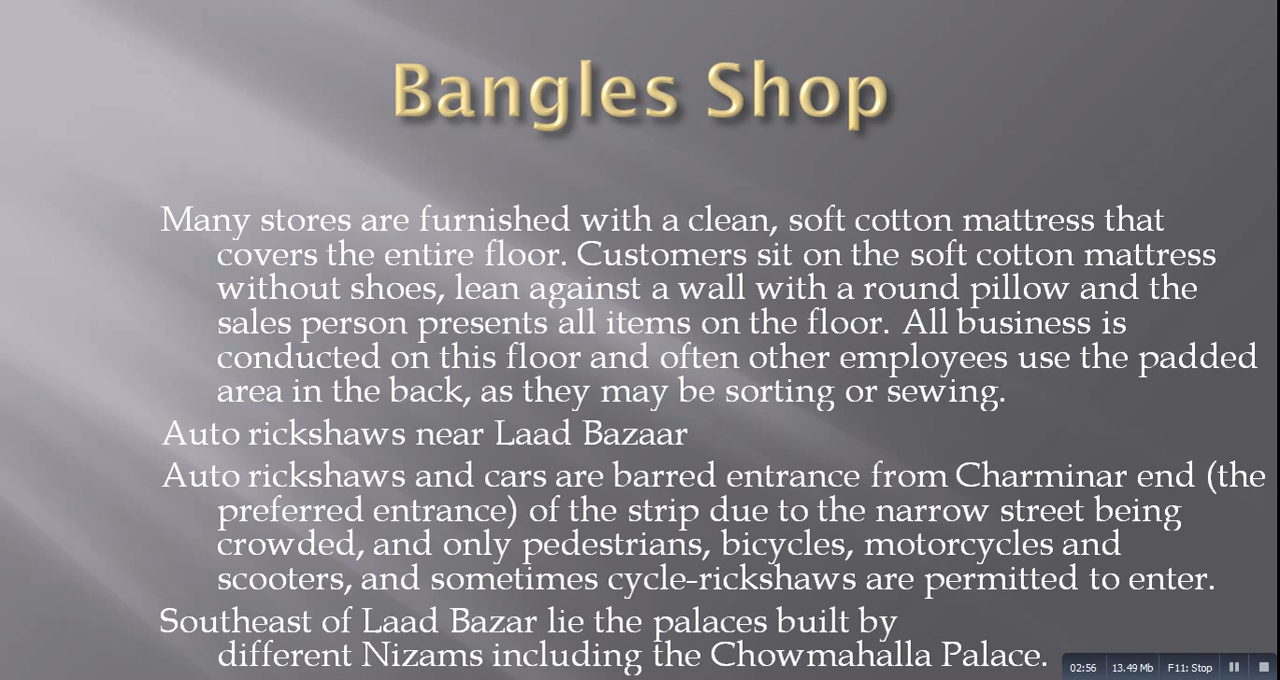 Bangles Shop
Many stores are furnished with a clean, soft cotton mattress that
covers the entire floor. Customers sit on the soft cotton mattress
without shoes, lean against a wall with a round pillow and the
sales person presents all items on the floor. All business is
conducted on this floor and often other employees use the padded
area in the back, as they may be sorting or sewing.
Auto rickshaws near Laad Bazaar
Auto rickshaws and cars are barred entrance from Charminar end (the
preferred entrance) of the strip due to the narrow street being
crowded, and only pedestrians, bicycles, motorcycles and
scooters, and sometimes cycle-rickshaws are permitted to enter.
Southeast of Laad Bazar lie the palaces built by
different Nizams including the Chowmahalla Palace.
02:56 13.49 Mb F11: Stop